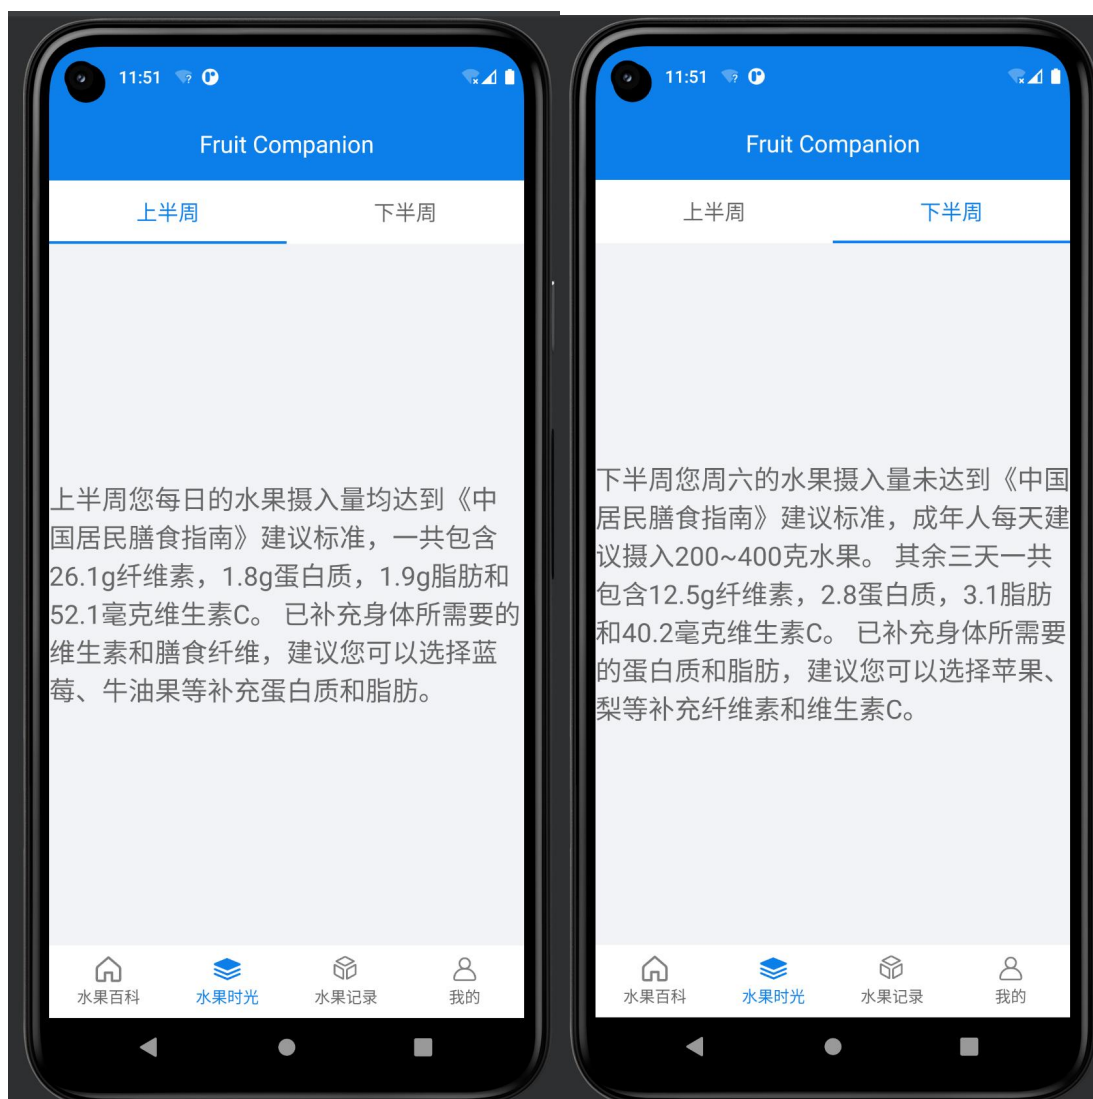 11:51
Fruit Companion
上半周
下半周
上半周您每日的水果摄入量均达到《中
国居民膳食指南》建议标准，一共包含
26.1g纤维素，1.8g蛋白质，1.9g脂肪和
52.1毫克维生素C。 已补充身体所需要的
维生素和膳食纤维，建议您可以选择蓝
莓、牛油果等补充蛋白质和脂肪。
水果百科
水果时光
水果记录
我的
11:51
Fruit Companion
上半周
下半周
下半周您周六的水果摄入量未达到《中国
居民膳食指南》建议标准，成年人每天建
议摄入200~400克水果。 其余三天一共
包含12.5g纤维素，2.8蛋白质，3.1脂肪
和40.2毫克维生素C。 已补充身体所需要
的蛋白质和脂肪，建议您可以选择苹果、
梨等补充纤维素和维生素C。
水果百科
水果时光
水果记录
我的